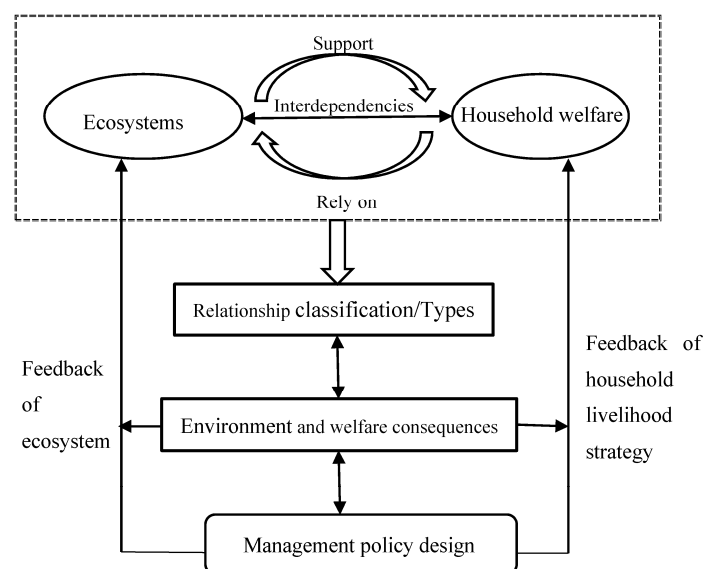 Support
Interdependencies
Ecosystems
Household welfare
Rely on
Relationship classification/Types
Feedback
of
ecosystem
Feedback of
household
livelihood
strategy
Environment and welfare consequences
Management policy design